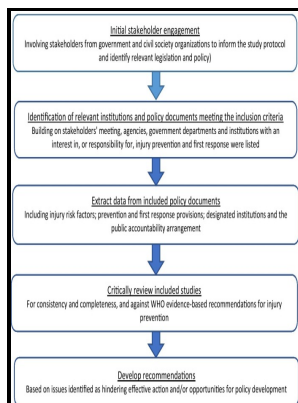 Initial stakeholder engagement
Involving stakeholders from government and civil society organizations to inform the study protocol
and identify relevant legislation and policy)
Identification of relevant institutions and policy documents meeting the inclusion criteria
Building on stakeholders' meeting, agencies, government departments and institutions with an
interest in, or responsibility for, injury prevention and first response were listed
Extract data from included policy documents
Including injury risk factors; prevention and first response provisions; designated institutions and the
public accountability arrangement
Critically review included studies
For consistency and completeness, and against WHO evidence-based recommendations for injury
prevention
Develop recommendations
Based on issues identified as hindering effective action and/or opportunities for policy development